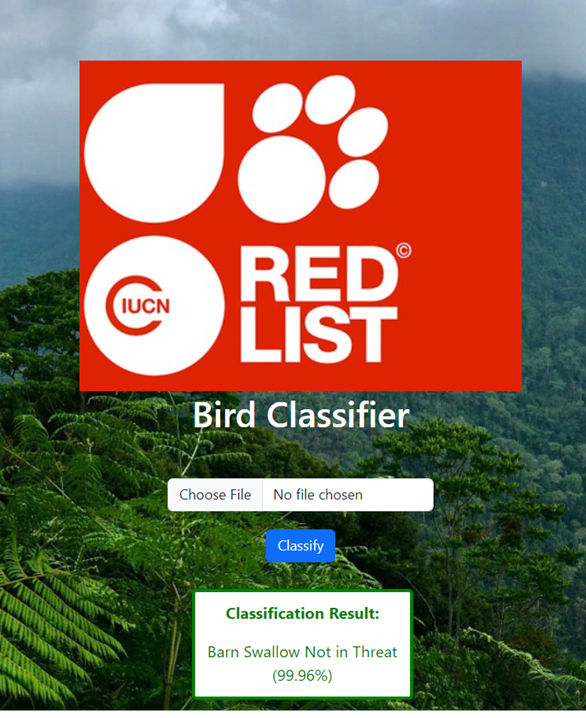 IUCN
RED©
LIST
Bird Classifier
Choose File No file chosen
Classify
Classification Result:
Barn Swallow Not in Threat
(99.96%)